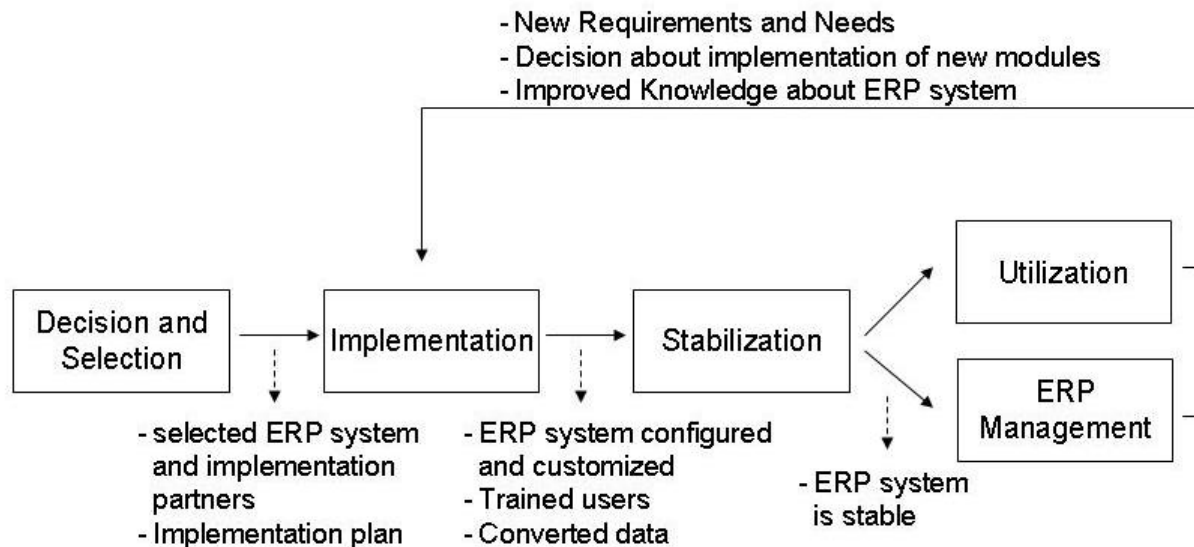 - New Requirements and Needs
- Decision about implementation of new modules
- Improved Knowledge about ERP system
Decision and
Selection
Implementation
Stabilization
Utilization
ERP
Management
- selected ERP system
and implementation
partners
- Implementation plan
- ERP system configured
and customized
- Trained users
- Converted data
- ERP system
is stable